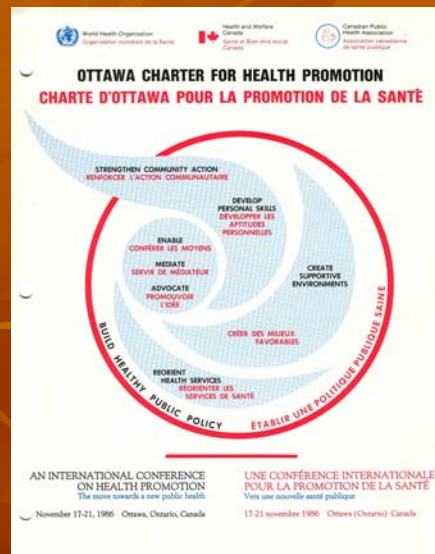 World Health Organization
Organisation mondiale de la Santé
Health and Welfare
Canada
Santé et Bien-être social
Canada
Canadian Public
Health Association
Association canadienne
de santé publique
OTTAWA CHARTER FOR HEALTH PROMOTION
CHARTE D'OTTAWA POUR LA PROMOTION DE LA SANTÉ
STRENGTHEN COMMUNITY ACTION
RENFORCER L'ACTION COMMUNAUTAIRE
DEVELOP
PERSONAL SKILLS
DÉVELOPPER LES
APTITUDES
PERSONNELLES
ENABLE
CONFÉRER LES MOYENS
MEDIATE
SERVIR DE MÉDIATEUR
ADVOCATE
PROMOUVOIR
L'IDÉE
CREATE
SUPPORTIVE
ENVIRONMENTS
CRÉER DES MILIEUX
FAVORABLES
REORIENT
HEALTH SERVICES
RÉORIENTER LES
SERVICES DE SANTÉ
BUILD HEALTHY PUBLIC POLICY
ÉTABLIR UNE POLITIQUE PUBLIQUE SAINE
AN INTERNATIONAL CONFERENCE
ON HEALTH PROMOTION
The move towards a new public health
November 17-21, 1986 Ottawa, Ontario, Canada
UNE CONFÉRENCE INTERNATIONALE
POUR LA PROMOTION DE LA SANTÉ
Vers une nouvelle santé publique
17-21 novembre 1986 Ottawa (Ontario) Canada